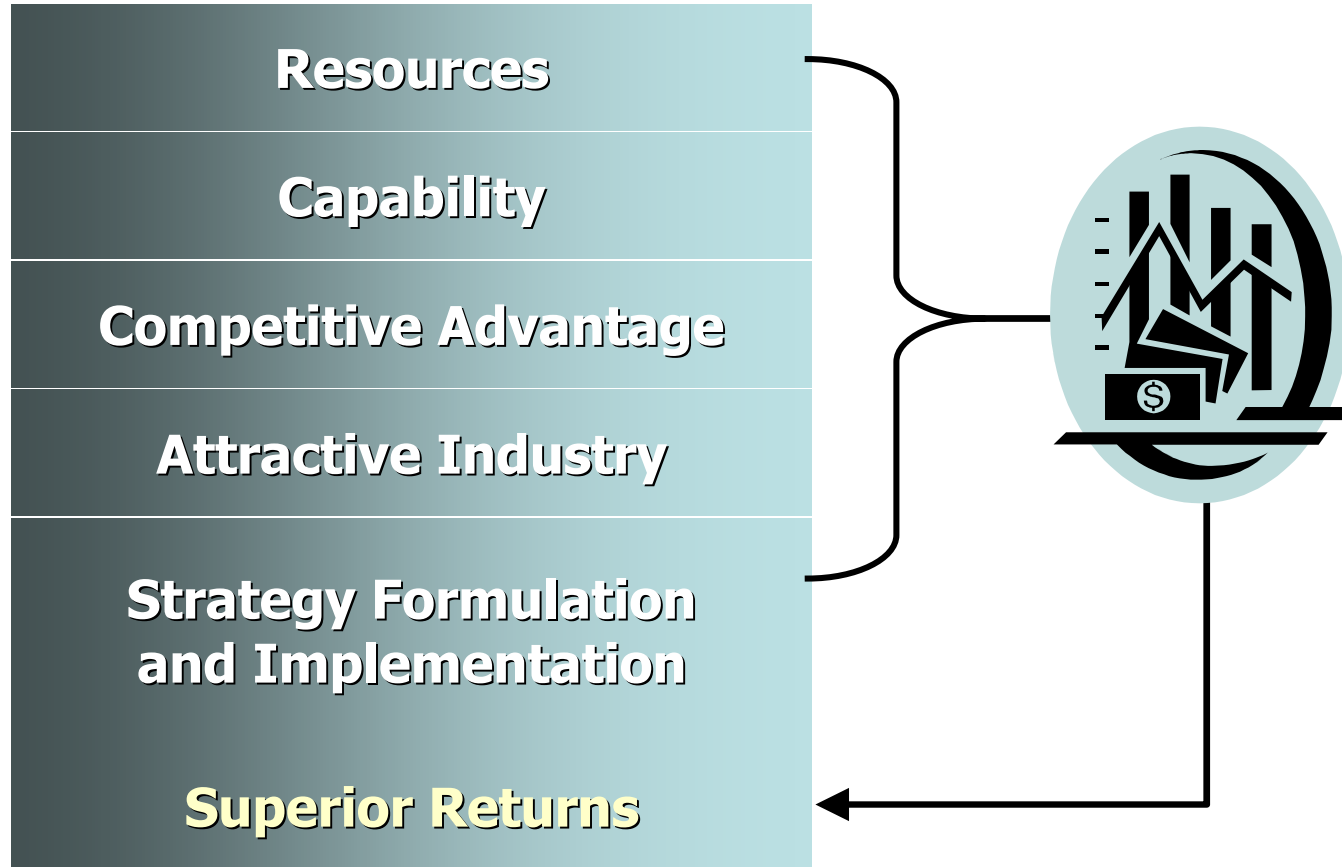 Resources
Capability
Competitive Advantage
Attractive Industry
Strategy Formulation
and Implementation
Superior Returns
$